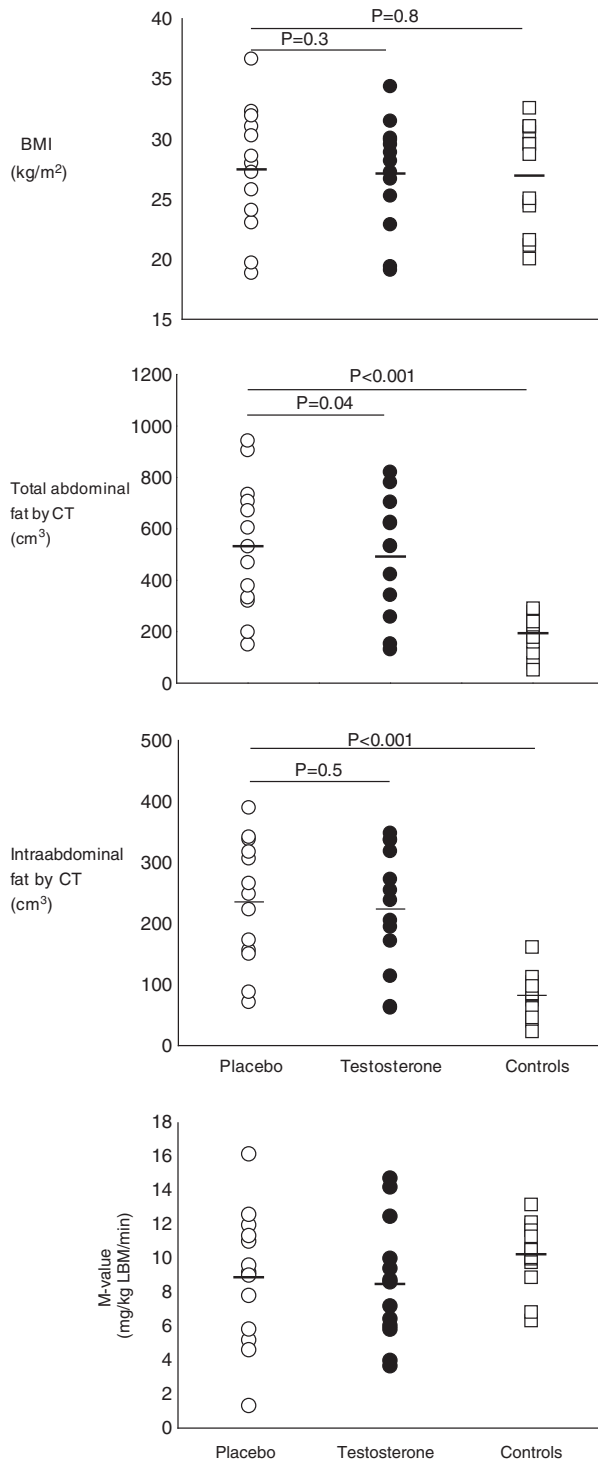 40
P=0.8
P=0.3
35
30
BMI
(kg/m²)
25
20
15
1200
P<0.001
P=0.04
1000
800
Total abdominal
fat by CT
(cm³)
600
400
200
0
500
P<0.001
P=0.5
400
Intraabdominal
fat by CT
(cm³)
300
200
100
0
Placebo Testosterone Controls
18
16
14
12
10
8
6
4
2
0
M-value
(mg/kg LBM/min)
Placebo Testosterone Controls